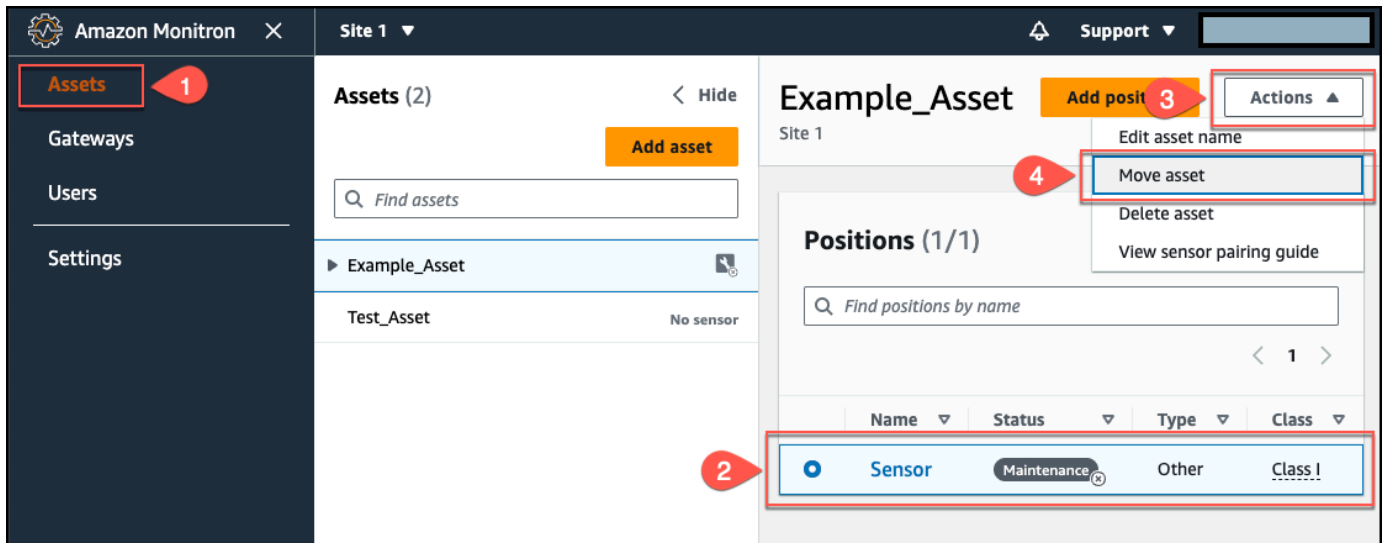 Amazon Monitron
Assets
1
Gateways
Users
Settings
Site 1
Support
Assets (2)
Hide
Add asset
Find assets
Example_Asset
Test_Asset
No sensor
Example_Asset
Site 1
Add posit
3
Actions
Edit asset name
4
Move asset
Delete asset
View sensor pairing guide
Positions (1/1)
Find positions by name
1
Name Status Type Class
2
Sensor Maintenance Other Class I